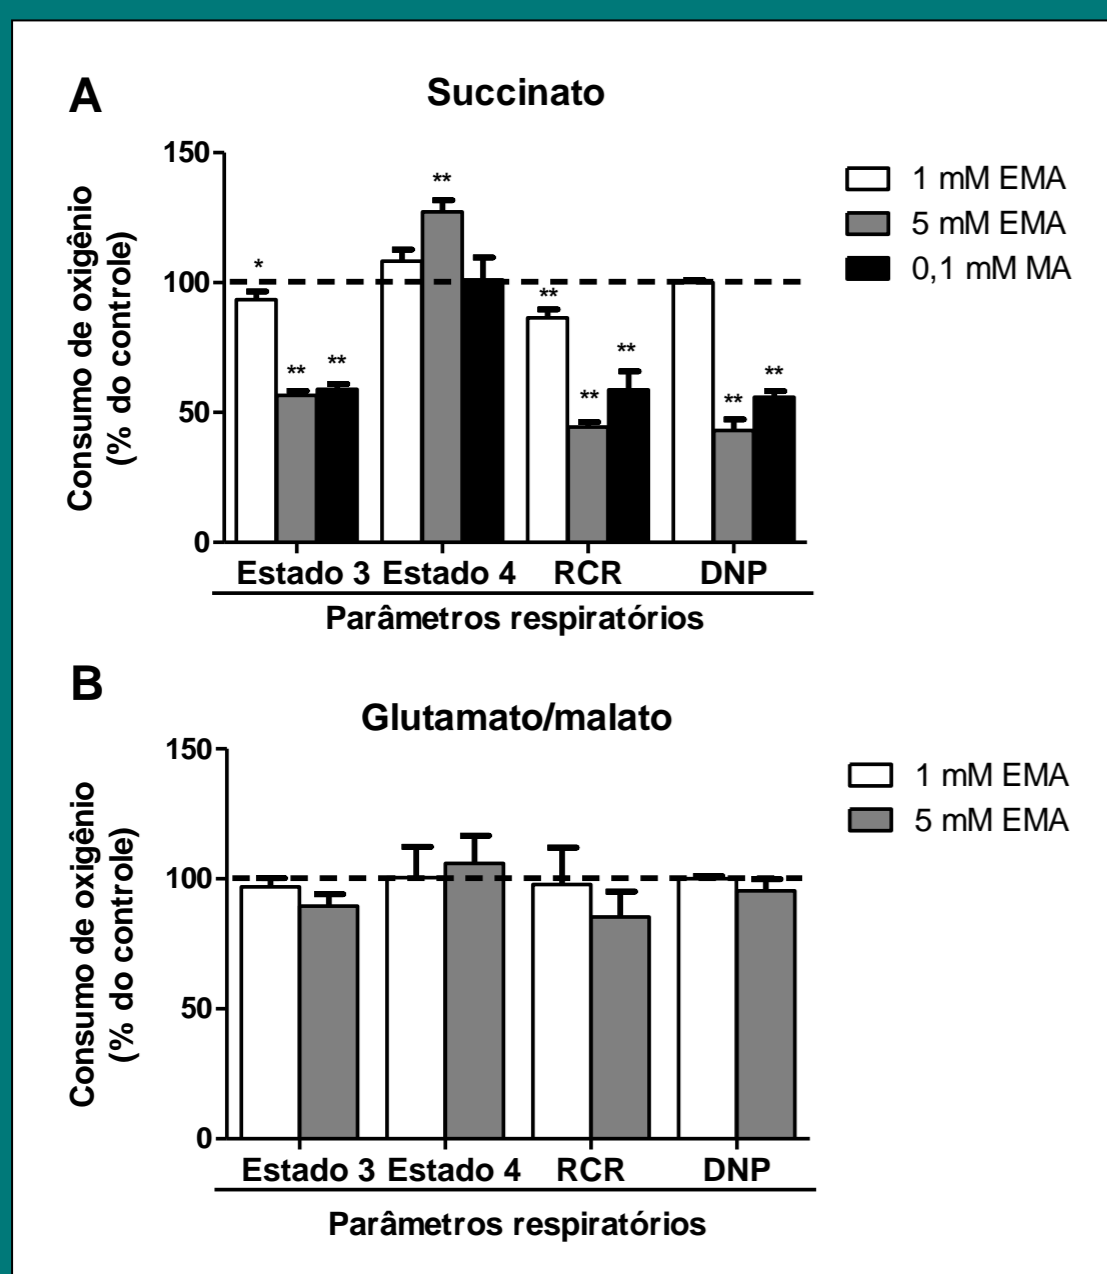 A
Succinato
Consumo de oxigênio
(% do controle)
150
100
50
0
*
**
**
**
**
**
**
**
**
1 mM EMA
5 mM EMA
0,1 mM MA
Estado 3 Estado 4 RCR DNP
Parâmetros respiratórios
B
Glutamato/malato
Consumo de oxigênio
(% do controle)
150
100
50
0
1 mM EMA
5 mM EMA
Estado 3 Estado 4 RCR DNP
Parâmetros respiratórios